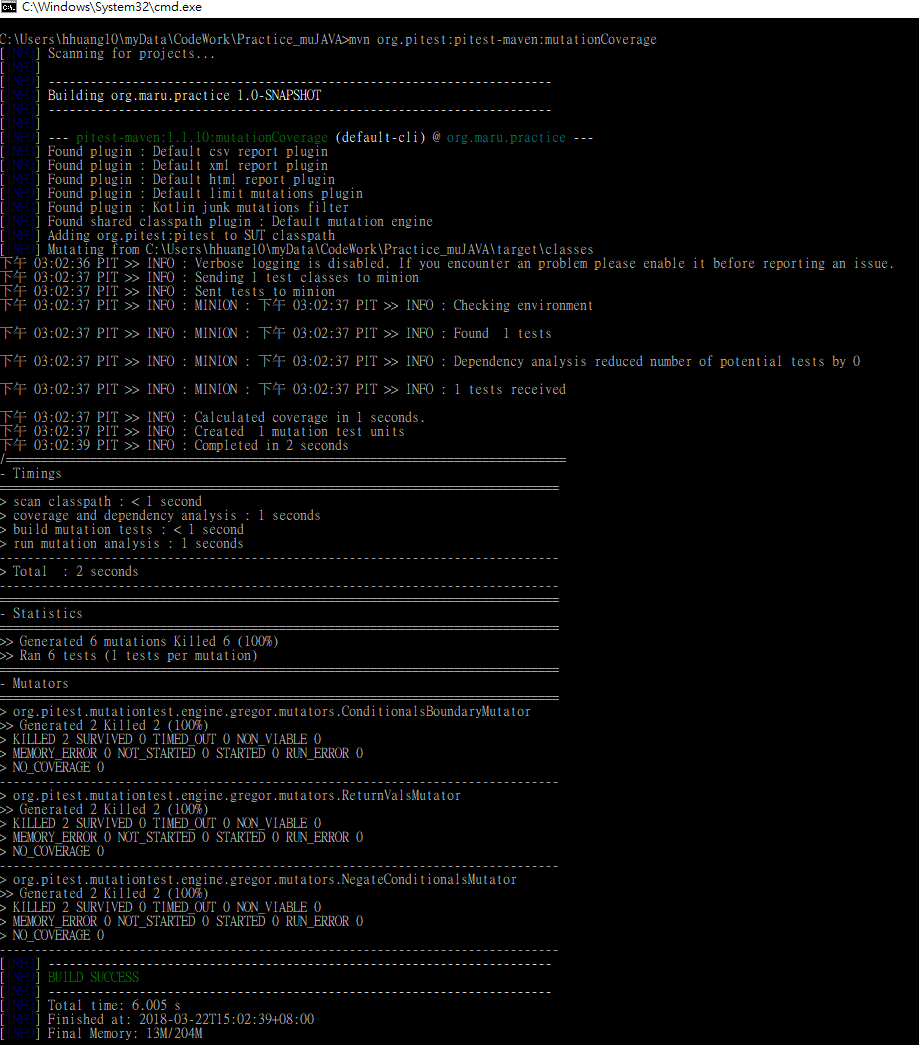 C:\Windows\System32\cmd.exe
C:\Users\hhuang10\myData\CodeWork\Practice_muJAVA>mvn org.pitest:pitest-maven:mutationCoverage
[INFO] Scanning for projects...
[INFO]
[INFO] ------------------------------------------------------------------------
[INFO] Building org.maru.practice 1.0-SNAPSHOT
[INFO] ------------------------------------------------------------------------
[INFO]
[INFO] --- pitest-maven:1.1.10:mutationCoverage (default-cli) @ org.maru.practice ---
[INFO] Found plugin : Default csv report plugin
[INFO] Found plugin : Default xml report plugin
[INFO] Found plugin : Default html report plugin
[INFO] Found plugin : Default limit mutations plugin
[INFO] Found plugin : Kotlin junk mutations filter
[INFO] Found shared classpath plugin : Default mutation engine
[INFO] Adding org.pitest:pitest to SUT classpath
[INFO] Mutating from C:\Users\hhuang10\myData\CodeWork\Practice_muJAVA\target\classes
下午 03:02:36 PIT >> INFO : Verbose logging is disabled. If you encounter an problem please enable it before reporting an issue.
下午 03:02:37 PIT >> INFO : Sending 1 test classes to minion
下午 03:02:37 PIT >> INFO : Sent tests to minion
下午 03:02:37 PIT >> INFO : MINION : 下午 03:02:37 PIT >> INFO : Checking environment
下午 03:02:37 PIT >> INFO : MINION : 下午 03:02:37 PIT >> INFO : Found  1 tests
下午 03:02:37 PIT >> INFO : MINION : 下午 03:02:37 PIT >> INFO : Dependency analysis reduced number of potential tests by 0
下午 03:02:37 PIT >> INFO : MINION : 下午 03:02:37 PIT >> INFO : 1 tests received
下午 03:02:37 PIT >> INFO : Calculated coverage in 1 seconds.
下午 03:02:37 PIT >> INFO : Created  1 mutation test units
下午 03:02:39 PIT >> INFO : Completed in 2 seconds
/================================================================================
- Timings
================================================================================
> scan classpath : < 1 second
> coverage and dependency analysis : 1 seconds
> build mutation tests : < 1 second
> run mutation analysis : 1 seconds
--------------------------------------------------------------------------------
> Total  : 2 seconds
--------------------------------------------------------------------------------
================================================================================
- Statistics
================================================================================
>> Generated 6 mutations Killed 6 (100%)
>> Ran 6 tests (1 tests per mutation)
================================================================================
- Mutators
================================================================================
> org.pitest.mutationtest.engine.gregor.mutators.ConditionalsBoundaryMutator
>> Generated 2 Killed 2 (100%)
> KILLED 2 SURVIVED 0 TIMED_OUT 0 NON_VIABLE 0
> MEMORY_ERROR 0 NOT_STARTED 0 STARTED 0 RUN_ERROR 0
> NO_COVERAGE 0
--------------------------------------------------------------------------------
> org.pitest.mutationtest.engine.gregor.mutators.ReturnValsMutator
>> Generated 2 Killed 2 (100%)
> KILLED 2 SURVIVED 0 TIMED_OUT 0 NON_VIABLE 0
> MEMORY_ERROR 0 NOT_STARTED 0 STARTED 0 RUN_ERROR 0
> NO_COVERAGE 0
--------------------------------------------------------------------------------
> org.pitest.mutationtest.engine.gregor.mutators.NegateConditionalsMutator
>> Generated 2 Killed 2 (100%)
> KILLED 2 SURVIVED 0 TIMED_OUT 0 NON_VIABLE 0
> MEMORY_ERROR 0 NOT_STARTED 0 STARTED 0 RUN_ERROR 0
> NO_COVERAGE 0
--------------------------------------------------------------------------------
[INFO] ------------------------------------------------------------------------
[INFO] BUILD SUCCESS
[INFO] ------------------------------------------------------------------------
[INFO] Total time: 6.005 s
[INFO] Finished at: 2018-03-22T15:02:39+08:00
[INFO] Final Memory: 13M/204M